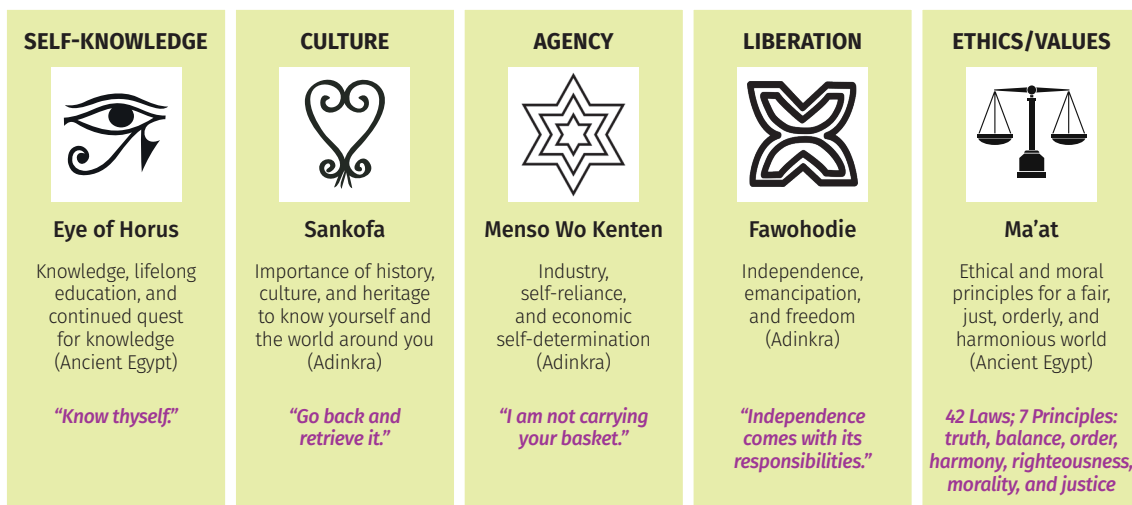 SELF-KNOWLEDGE
Eye of Horus
Knowledge, lifelong
education, and
continued quest
for knowledge
(Ancient Egypt)
“Know thyself.”
CULTURE
Sankofa
Importance of history,
culture, and heritage
to know yourself and
the world around you
(Adinkra)
“Go back and
retrieve it.”
AGENCY
Menso Wo Kenten
Industry,
self-reliance,
and economic
self-determination
(Adinkra)
“I am not carrying
your basket.”
LIBERATION
Fawohodie
Independence,
emancipation,
and freedom
(Adinkra)
“Independence
comes with its
responsibilities.”
ETHICS/VALUES
Ma’at
Ethical and moral
principles for a fair,
just, orderly, and
harmonious world
(Ancient Egypt)
42 Laws; 7 Principles:
truth, balance, order,
harmony, righteousness,
morality, and justice